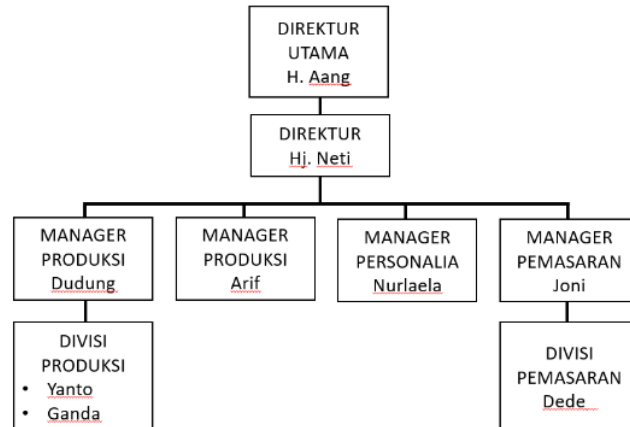 DIREKTUR
UTAMA
H. Aang
DIREKTUR
Hj. Neti
MANAGER
PRODUKSI
Dudung
MANAGER
PRODUKSI
Arif
MANAGER
PERSONALIA
Nurlaela
MANAGER
PEMASARAN
Joni
DIVISI
PRODUKSI
• Yanto
• Ganda
DIVISI
PEMASARAN
Dede